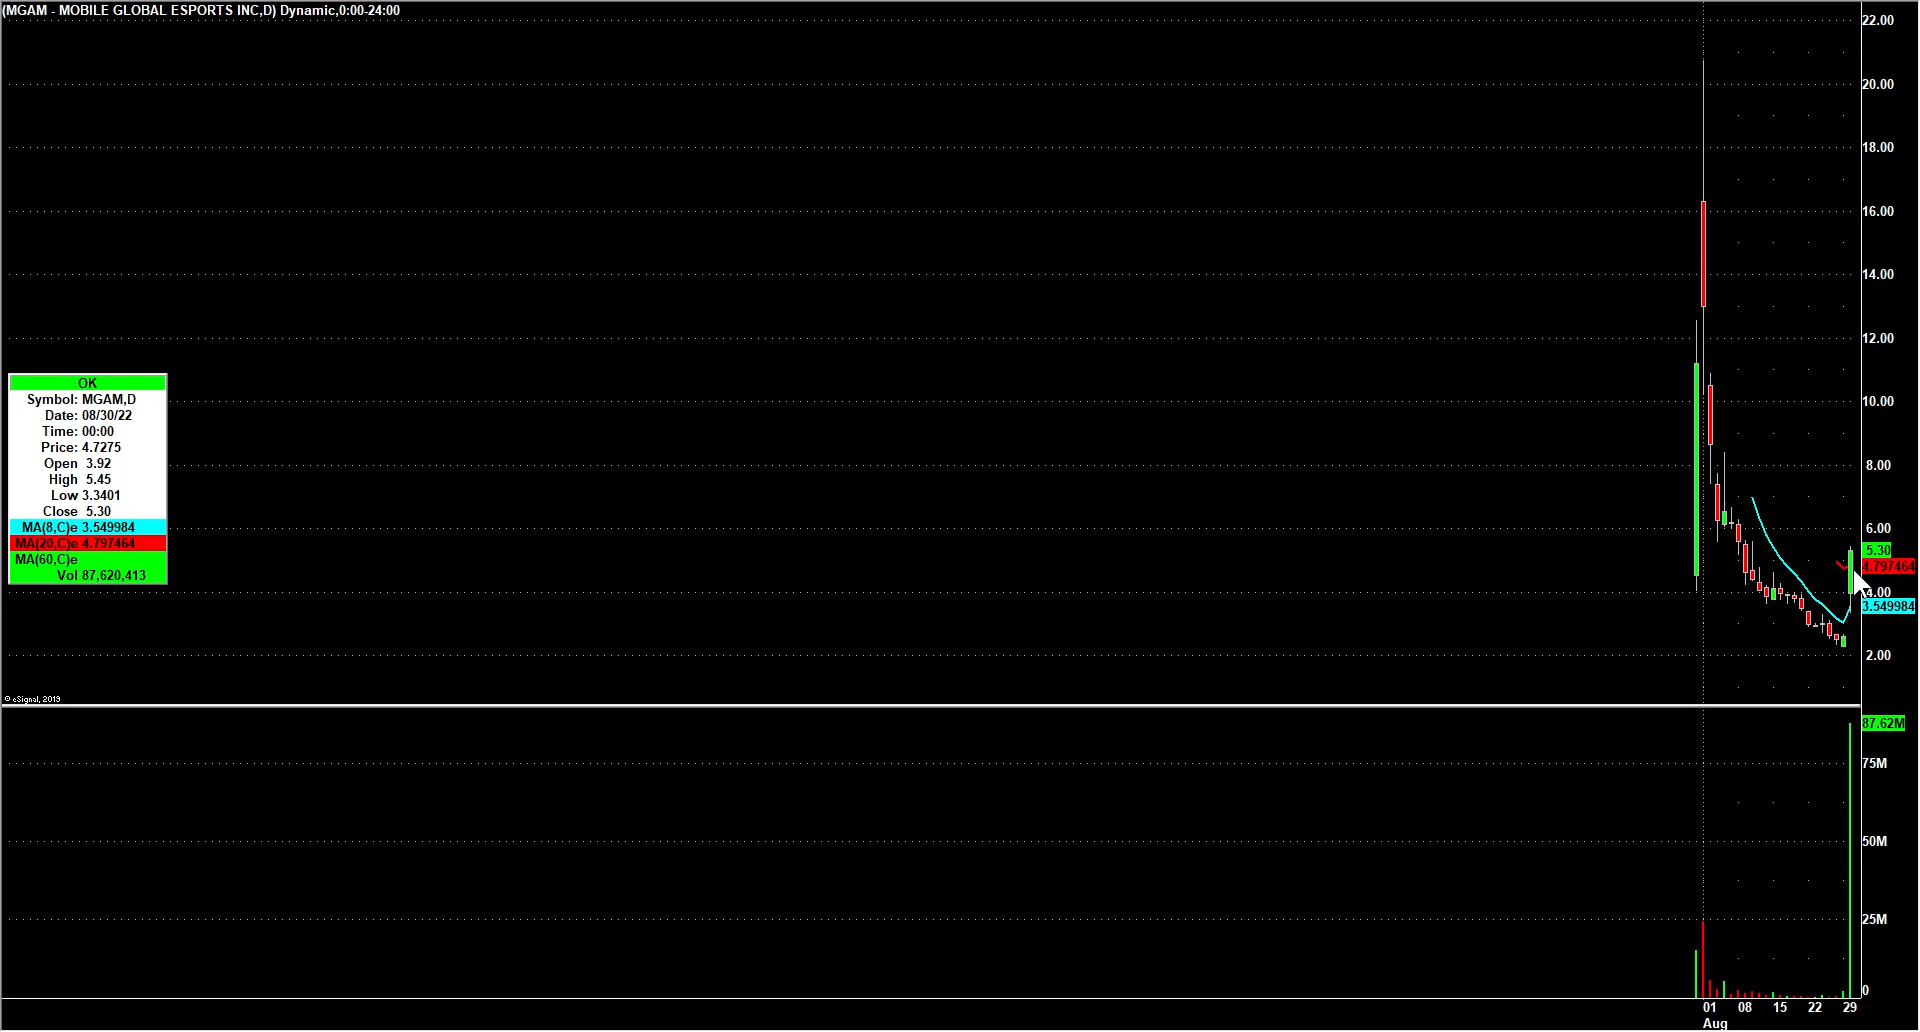 (MGAM - MOBILE GLOBAL ESPORTS INC,D) Dynamic,0:00-24:00
22.00
20.00
18.00
16.00
14.00
12.00
10.00
8.00
6.00
5.30
4.797464
4.00
3.549984
2.00
OK
Symbol: MGAM,D
Date: 08/30/22
Time: 00:00
Price: 4.7275
Open 3.92
High 5.45
Low 3.3401
Close 5.30
MA(8,C)e 3.549984
MA(20,C)e 4.797464
MA(60,C)e
Vol 87,620,413
© eSignal, 2019
87.62M
75M
50M
25M
0
01 08 15 22 29
Aug